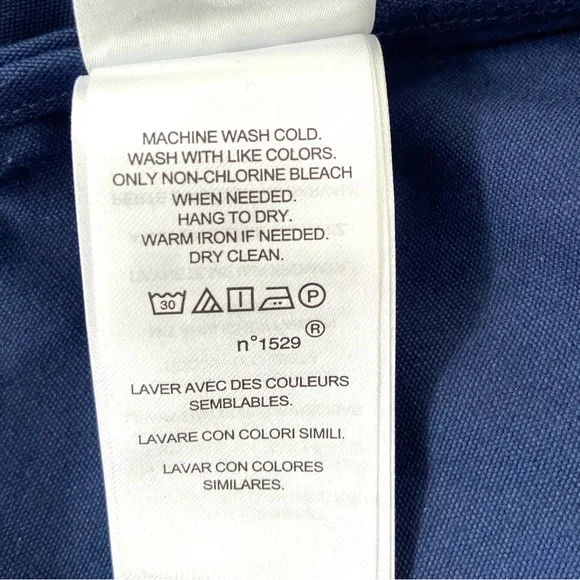 MACHINE WASH COLD.
WASH WITH LIKE COLORS.
ONLY NON-CHLORINE BLEACH
WHEN NEEDED.
HANG TO DRY.
WARM IRON IF NEEDED.
DRY CLEAN.
30 P
n°1529 ®
LAVER AVEC DES COULEURS
SEMBLABLES.
LAVARE CON COLORI SIMILI.
LAVAR CON COLORES
SIMILARES.